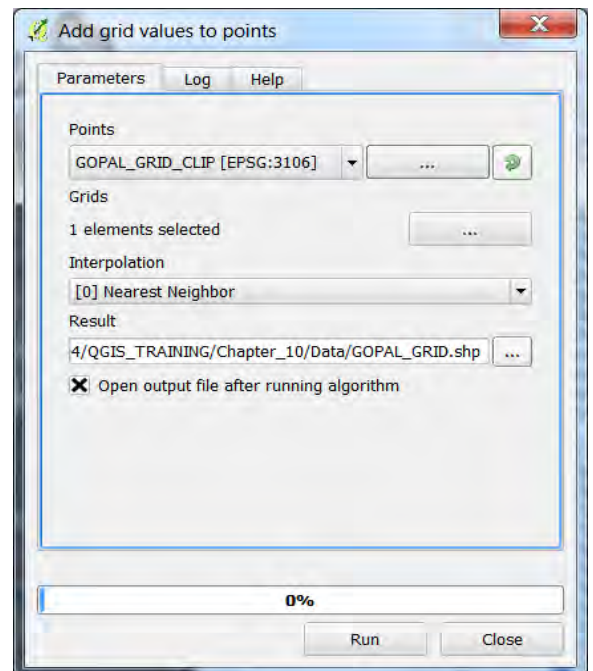 Add grid values to points
Parameters Log Help
Points
GOPAL_GRID_CLIP [EPSG:3106] ...
Grids
1 elements selected ...
Interpolation
[0] Nearest Neighbor
Result
4/QGIS_TRAINING/Chapter_10/Data/GOPAL_GRID.shp ...
Open output file after running algorithm
0%
Run Close